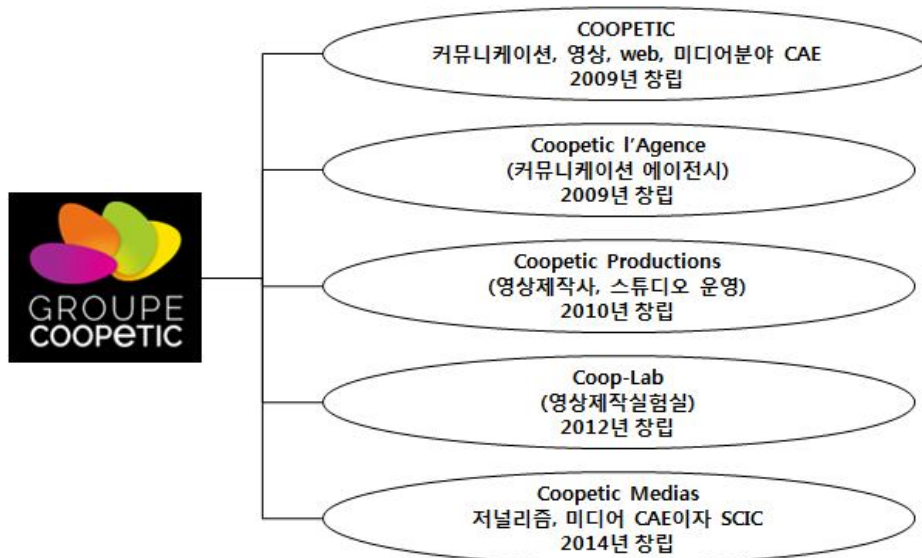 COOPETIC
커뮤니케이션, 영상, web, 미디어분야 CAE
2009년 창립
Coopetic l'Agence
(커뮤니케이션 에이전시)
2009년 창립
GROUPE
COOPETIC
Coopetic Productions
(영상제작사, 스튜디오 운영)
2010년 창립
Coop-Lab
(영상제작실험실)
2012년 창립
Coopetic Medias
저널리즘, 미디어 CAE이자 SCIC
2014년 창립